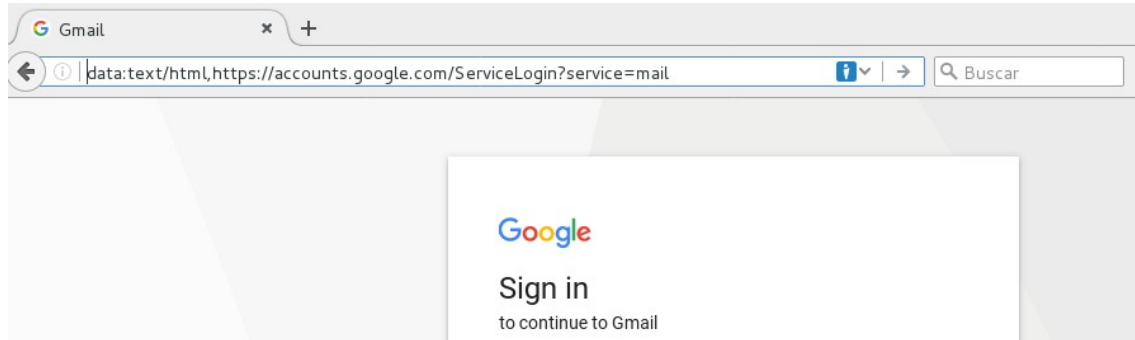 Gmail
data:text/html,https://accounts.google.com/ServiceLogin?service=mail
Buscar
Google
Sign in
to continue to Gmail